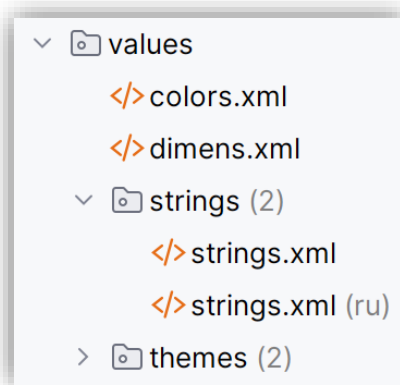 values
colors.xml
dimens.xml
strings (2)
strings.xml
strings.xml (ru)
themes (2)